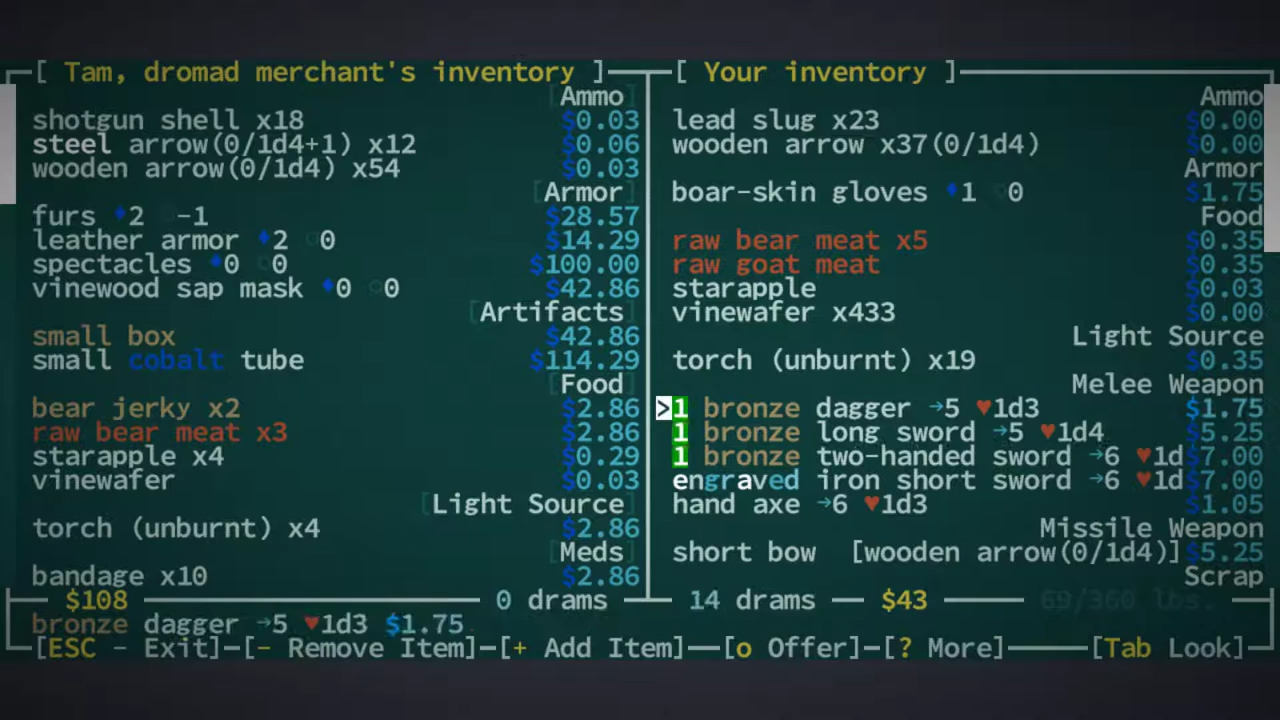 [ Tam, dromad merchant's inventory ]
[Ammo]
shotgun shell x18 $0.03
steel arrow(0/1d4+1) x12 $0.06
wooden arrow(0/1d4) x54 $0.03
[Armor]
furs ♦2 ○-1 $28.57
leather armor ♦2 ○0 $14.29
spectacles ♦0 ○0 $100.00
vinewood sap mask ♦0 ○0 $42.86
[Artifacts]
small box $42.86
small cobalt tube $114.29
[Food]
bear jerky x2 $2.86
raw bear meat x3 $2.86
starapple x4 $0.29
vinewafer $0.03
[Light Source]
torch (unburnt) x4 $2.86
[Meds]
bandage x10 $2.86
$108 0 drams
[ Your inventory ]
Ammo
lead slug x23 $0.00
wooden arrow x37(0/1d4) $0.00
Armor
boar-skin gloves ♦1 ○0 $1.75
Food
raw bear meat x5 $0.35
raw goat meat $0.35
starapple $0.03
vinewafer x433 $0.00
Light Source
torch (unburnt) x19 $0.35
Melee Weapon
>1 bronze dagger →5 ♥1d3 $1.75
1 bronze long sword →5 ♥1d4 $5.25
1 bronze two-handed sword →6 ♥1d $7.00
engraved iron short sword →6 ♥1d $7.00
hand axe →6 ♥1d3 $1.05
Missile Weapon
short bow [wooden arrow(0/1d4)] $5.25
Scrap
14 drams $43 69/360 lbs.
bronze dagger →5 ♥1d3 $1.75
[ESC - Exit] [- Remove Item] [+ Add Item] [o Offer] [? More] [Tab Look]